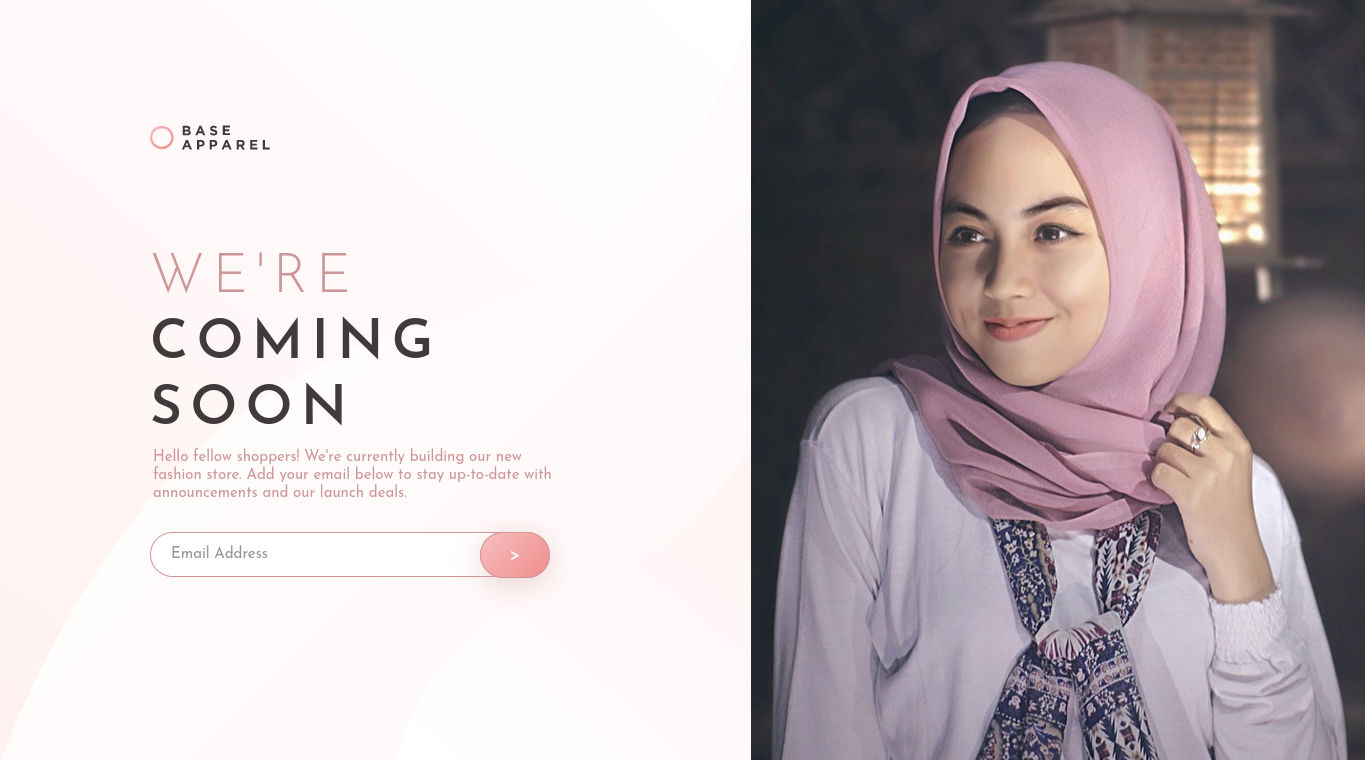 BASE
APPAREL
WE'RE
COMING
SOON
Hello fellow shoppers! We're currently building our new
fashion store. Add your email below to stay up-to-date with
announcements and our launch deals.
Email Address
>